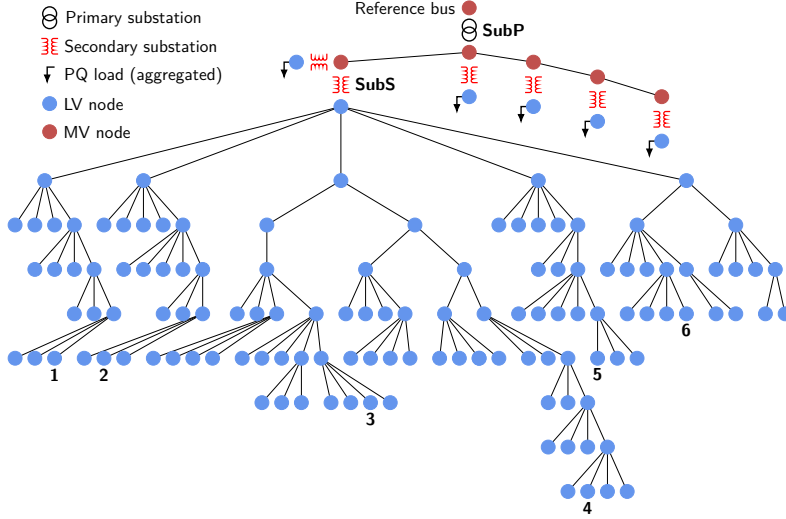 Reference bus
Primary substation
SubP
Secondary substation
PQ load (aggregated)
SubS
LV node
MV node
6
1
2
5
3
4